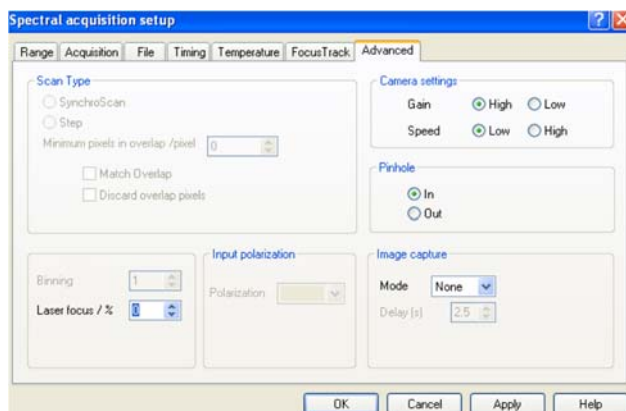 Spectral acquisition setup
Range Acquisition File Timing Temperature FocusTrack Advanced
Scan Type
SynchroScan
Step
Minimum pixels in overlap /pixel 0
Match Overlap
Discard overlap pixels
Camera settings
Gain High Low
Speed Low High
Pinhole
In
Out
Binning 1
Laser focus / % 0
Input polarization
Polarization
Image capture
Mode None
Delay (s) 2.5
OK Cancel Apply Help